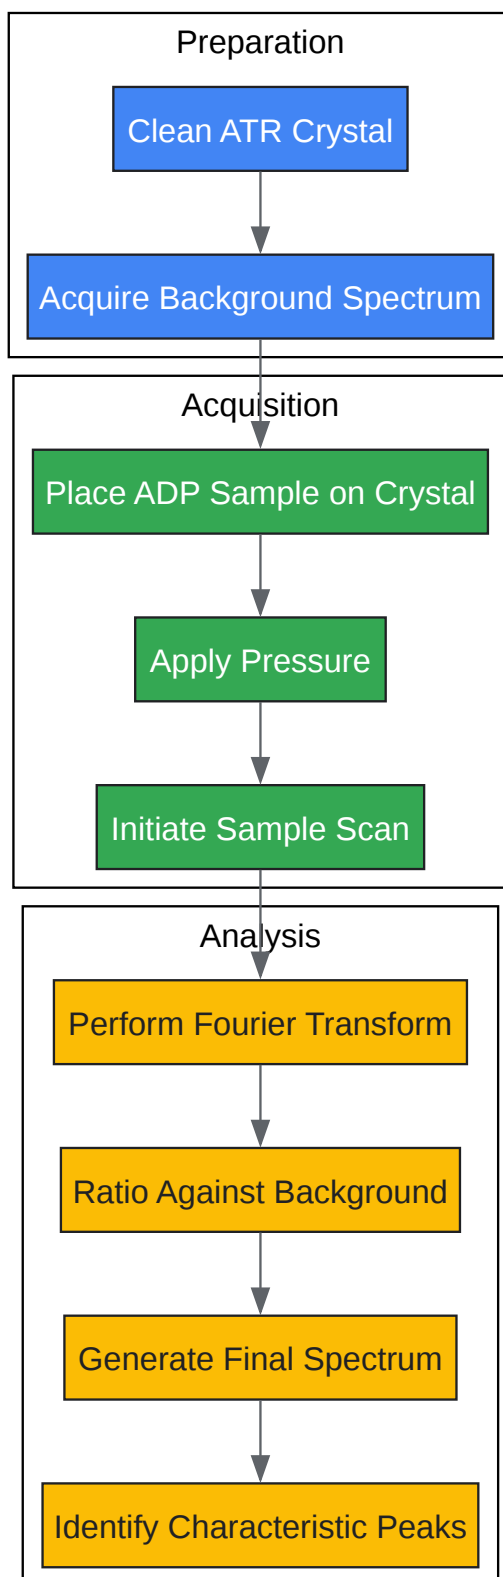 Preparation
Clean ATR Crystal
Acquire Background Spectrum
Acquisition
Place ADP Sample on Crystal
Apply Pressure
Initiate Sample Scan
Analysis
Perform Fourier Transform
Ratio Against Background
Generate Final Spectrum
Identify Characteristic Peaks